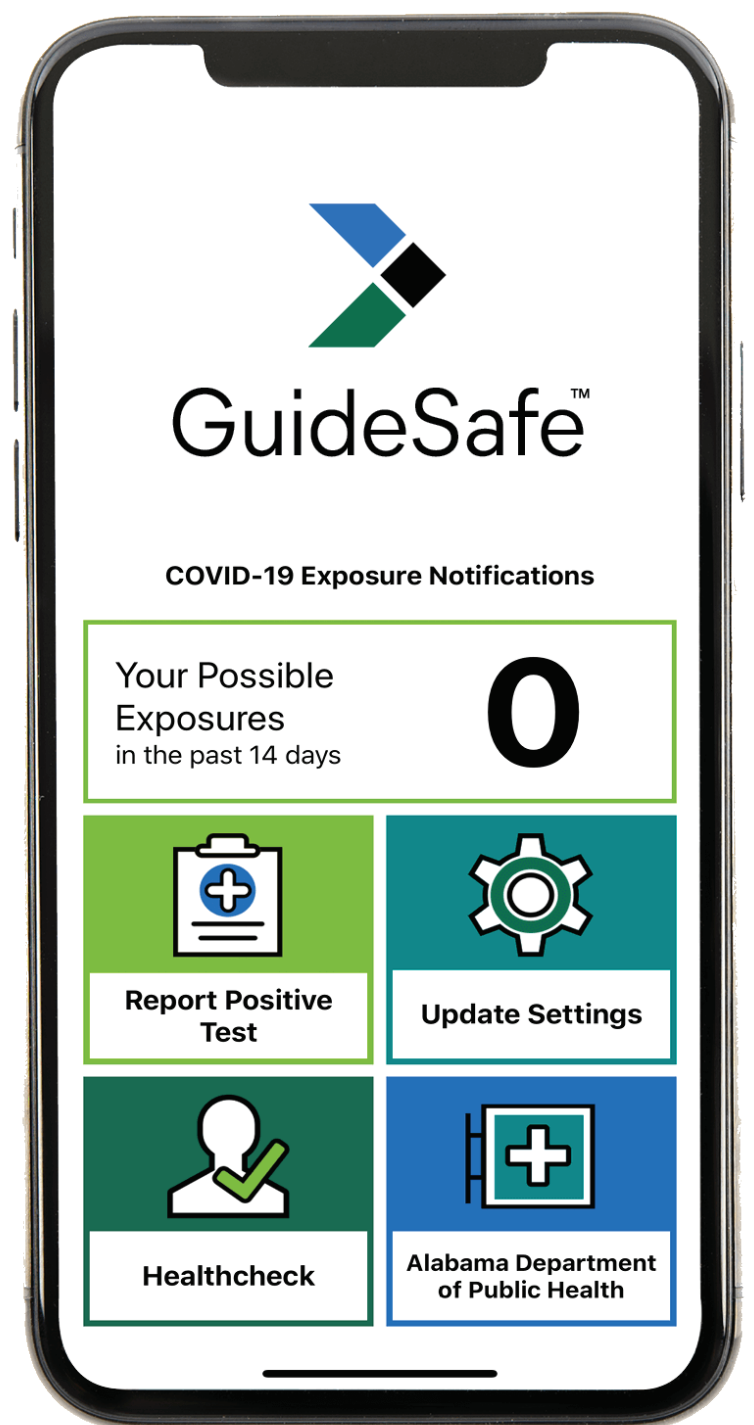 GuideSafe™
COVID-19 Exposure Notifications
Your Possible
Exposures
in the past 14 days
0
Report Positive
Test
Update Settings
Healthcheck
Alabama Department
of Public Health